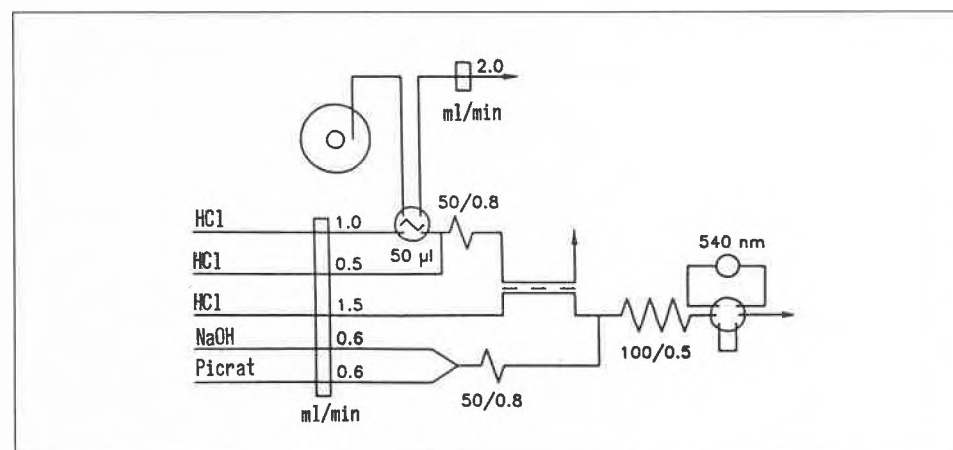 2.0
ml/min
50/0.8
HCl 1.0
50 µl
540 nm
HCl 0.5
HCl 1.5
NaOH 0.6
100/0.5
Picrat 0.6
50/0.8
ml/min